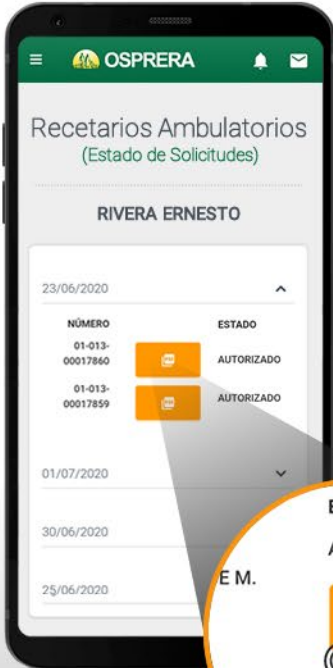 OSPRERA
Recetarios Ambulatorios
(Estado de Solicitudes)
RIVERA ERNESTO
23/06/2020
NÚMERO ESTADO
01-013-
00017860 AUTORIZADO
01-013-
00017859 AUTORIZADO
01/07/2020
30/06/2020
25/06/2020
E M.